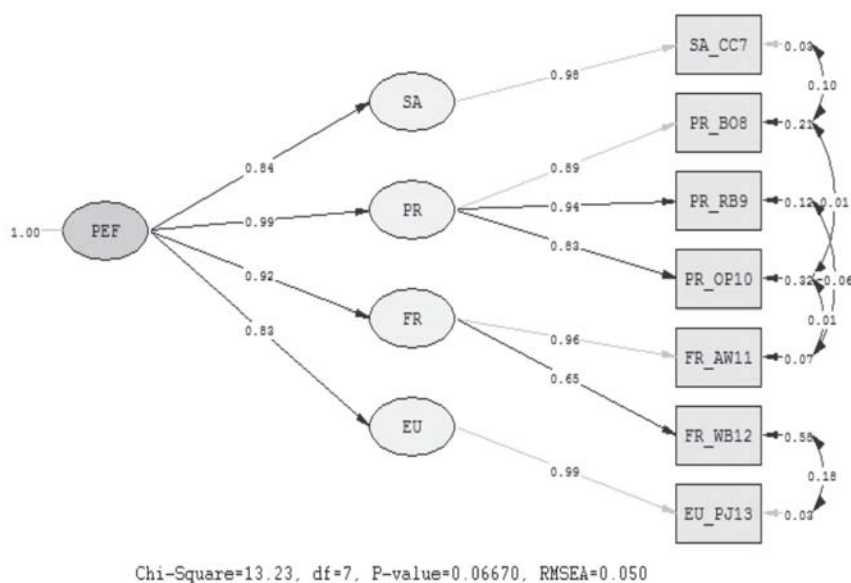 SA_CC7
0.03
0.98
SA
0.10
PR_BO8
0.21
0.84
0.89
PR_RB9
0.12
0.01
0.94
1.00
PEF
0.99
PR
0.83
PR_OP10
0.32
-0.06
0.92
0.01
FR
0.96
FR_AW11
0.07
0.83
0.65
EU
FR_WB12
0.58
0.99
0.18
EU_PJ13
0.03
Chi-Square=13.23, df=7, P-value=0.06670, RMSEA=0.050